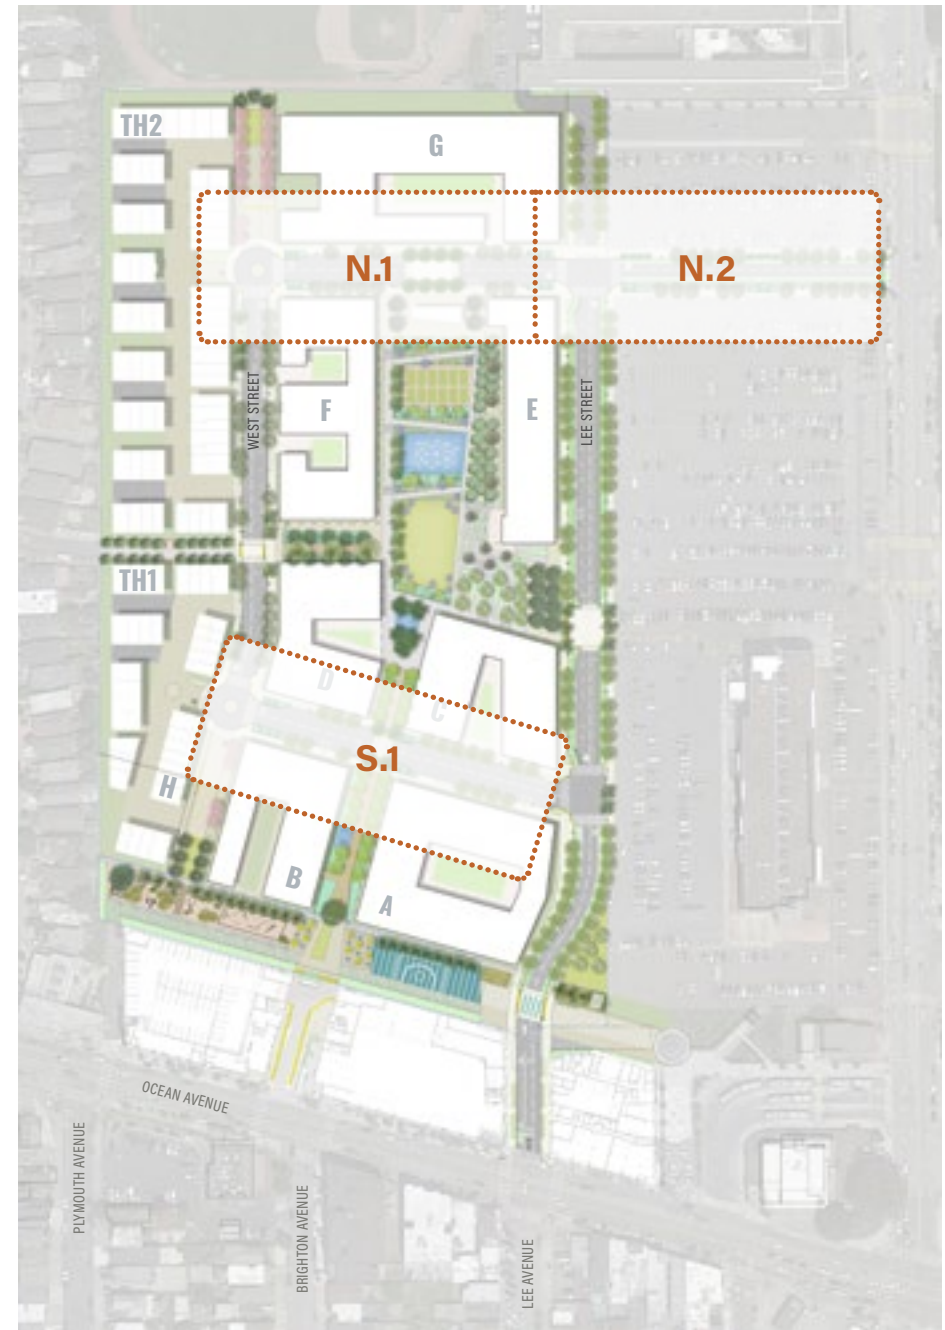 TH2
G
N.1
N.2
WEST STREET
F
E
LEE STREET
TH1
D
C
S.1
H
B
A
OCEAN AVENUE
PLYMOUTH AVENUE
BRIGHTON AVENUE
LEE AVENUE